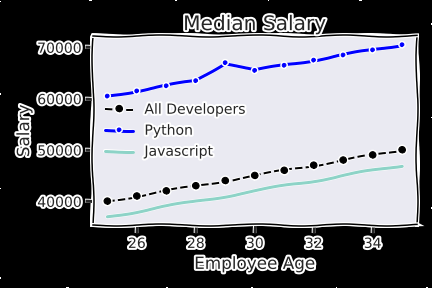 Median Salary
70000
60000
50000
40000
Salary
All Developers
Python
Javascript
26 28 30 32 34
Employee Age